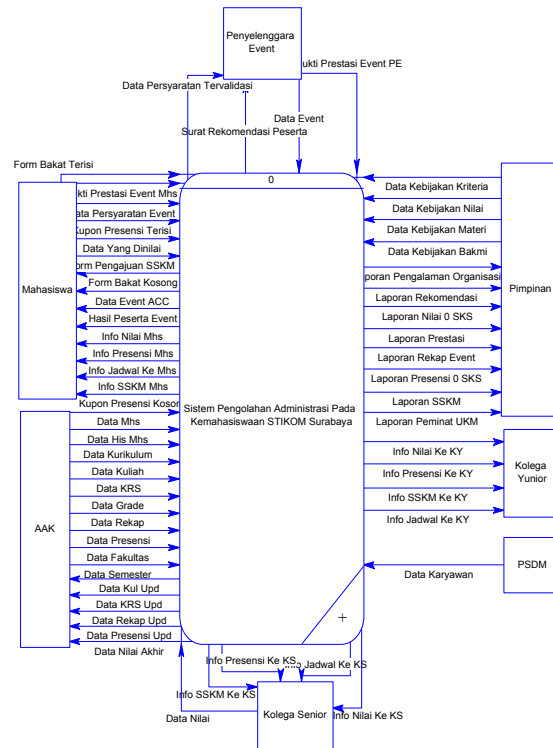 Penyelenggara
Event
ukti Prestasi Event PE
Data Persyaratan Tervalidasi
Data Event
Surat Rekomendasi Peserta
Form Bakat Terisi
0
Mahasiswa
ukti Prestasi Event Mhs
ata Persyaratan Event
Kupon Presensi Terisi
Data Yang Dinilai
orm Pengajuan SSKM
Form Bakat Kosong
Data Event ACC
Hasil Peserta Event
Info Nilai Mhs
Info Presensi Mhs
Info Jadwal Ke Mhs
Info SSKM Mhs
Kupon Presensi Kosor
Data Kebijakan Kriteria
Data Kebijakan Nilai
Data Kebijakan Materi
Data Kebijakan Bakmi
Pimpinan
poran Pengalaman Organisasi
Laporan Rekomendasi
Laporan Nilai 0 SKS
Laporan Prestasi
Laporan Rekap Event
Laporan Presensi 0 SKS
Laporan SSKM
Laporan Peminat UKM
Sistem Pengolahan Administrasi Pada
Kemahasiswaan STIKOM Surabaya
AAK
Data Mhs
Data His Mhs
Data Kurikulum
Data Kuliah
Data KRS
Data Grade
Data Rekap
Data Presensi
Data Fakultas
Data Semester
Data Kul Upd
Data KRS Upd
Data Rekap Upd
Data Presensi Upd
Data Nilai Akhir
Kolega
Yunior
Info Nilai Ke KY
Info Presensi Ke KY
Info SSKM Ke KY
Info Jadwal Ke KY
PSDM
Data Karyawan
+
Info Presensi Ke KS
Info Jadwal Ke KS
Info SSKM Ke KS
Data Nilai
Kolega Senior
Info Nilai Ke KS